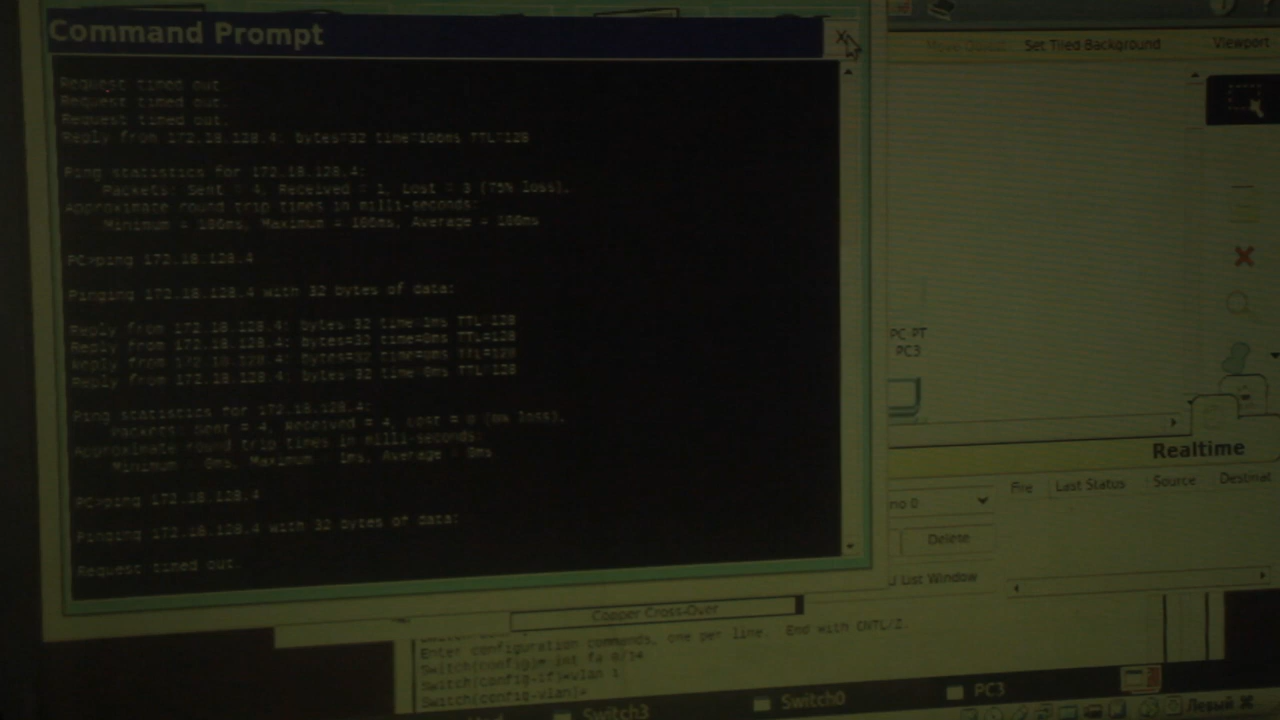 Command Prompt
X
Request timed out.
Request timed out.
Request timed out.
Reply from 172.18.128.4: bytes=32 time=106ms TTL=128
Ping statistics for 172.18.128.4:
Packets: Sent = 4, Received = 1, Lost = 3 (75% loss),
Approximate round trip times in milli-seconds:
Minimum = 106ms, Maximum = 106ms, Average = 106ms
PC>ping 172.18.128.4
Pinging 172.18.128.4 with 32 bytes of data:
Reply from 172.18.128.4: bytes=32 time=1ms TTL=128
Reply from 172.18.128.4: bytes=32 time=0ms TTL=128
Reply from 172.18.128.4: bytes=32 time=0ms TTL=128
Reply from 172.18.128.4: bytes=32 time=0ms TTL=128
Ping statistics for 172.18.128.4:
Packets: Sent = 4, Received = 4, Lost = 0 (0% loss),
Approximate round trip times in milli-seconds:
Minimum = 0ms, Maximum = 1ms, Average = 0ms
PC>ping 172.18.128.4
Pinging 172.18.128.4 with 32 bytes of data:
Request timed out.
Move Object Set Tiled Background Viewport
PC PT
PC3
Realtime
Fire Last Status Source Destinat
rio 0
Delete
List Window
Copper Cross-Over
Enter configuration commands, one per line. End with CNTL/Z.
Switch(config)# int fa 0/24
Switch(config-if)#vlan 1
Switch(config-vlan)#
Switch3 Switch0 PC3
Левый ⌘